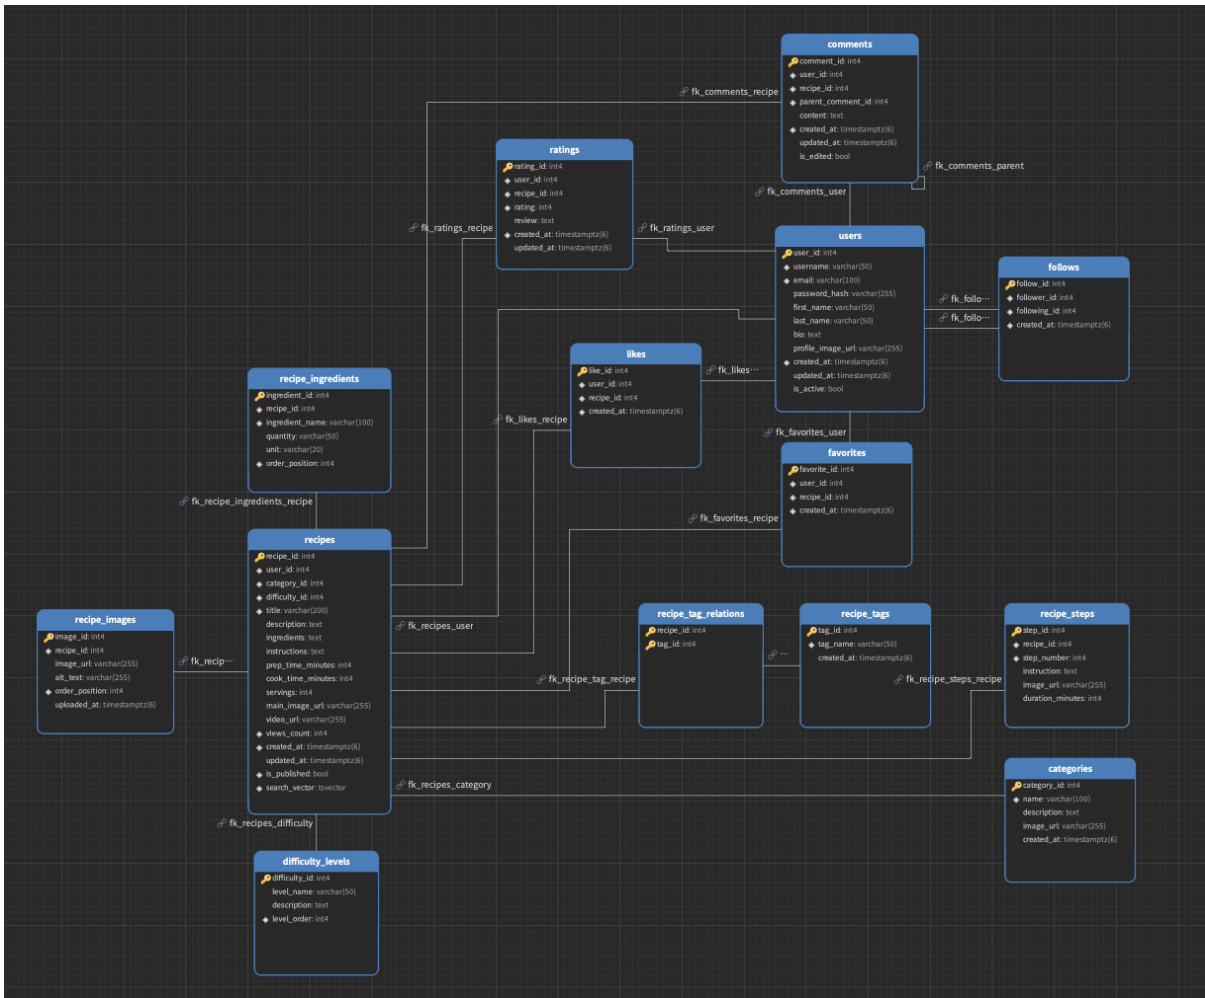 comments
comment_id: int4
user_id: int4
recipe_id: int4
parent_comment_id: int4
content: text
created_at: timestamptz(6)
updated_at: timestamptz(6)
is_edited: bool
fk_comments_recipe
fk_comments_parent
fk_comments_user
ratings
rating_id: int4
user_id: int4
recipe_id: int4
rating: int4
review: text
created_at: timestamptz(6)
updated_at: timestamptz(6)
fk_ratings_recipe
fk_ratings_user
users
user_id: int4
username: varchar(50)
email: varchar(100)
password_hash: varchar(255)
first_name: varchar(50)
last_name: varchar(50)
bio: text
profile_image_url: varchar(255)
created_at: timestamptz(6)
updated_at: timestamptz(6)
is_active: bool
fk_follo···
fk_follo···
follows
follow_id: int4
follower_id: int4
following_id: int4
created_at: timestamptz(6)
likes
like_id: int4
user_id: int4
recipe_id: int4
created_at: timestamptz(6)
fk_likes···
fk_likes_recipe
recipe_ingredients
ingredient_id: int4
recipe_id: int4
ingredient_name: varchar(100)
quantity: varchar(50)
unit: varchar(20)
order_position: int4
fk_recipe_ingredients_recipe
fk_favorites_user
favorites
favorite_id: int4
user_id: int4
recipe_id: int4
created_at: timestamptz(6)
fk_favorites_recipe
recipes
recipe_id: int4
user_id: int4
category_id: int4
difficulty_id: int4
title: varchar(200)
description: text
ingredients: text
instructions: text
prep_time_minutes: int4
cook_time_minutes: int4
servings: int4
main_image_url: varchar(255)
video_url: varchar(255)
views_count: int4
created_at: timestamptz(6)
updated_at: timestamptz(6)
is_published: bool
search_vector: tsvector
fk_recipes_user
recipe_images
image_id: int4
recipe_id: int4
image_url: varchar(255)
alt_text: varchar(255)
order_position: int4
uploaded_at: timestamptz(6)
fk_recip···
recipe_tag_relations
recipe_id: int4
tag_id: int4
fk_recipe_tag_recipe
···
recipe_tags
tag_id: int4
tag_name: varchar(50)
created_at: timestamptz(6)
fk_recipe_steps_recipe
recipe_steps
step_id: int4
recipe_id: int4
step_number: int4
instruction: text
image_url: varchar(255)
duration_minutes: int4
fk_recipes_category
categories
category_id: int4
name: varchar(100)
description: text
image_url: varchar(255)
created_at: timestamptz(6)
fk_recipes_difficulty
difficulty_levels
difficulty_id: int4
level_name: varchar(50)
description: text
level_order: int4